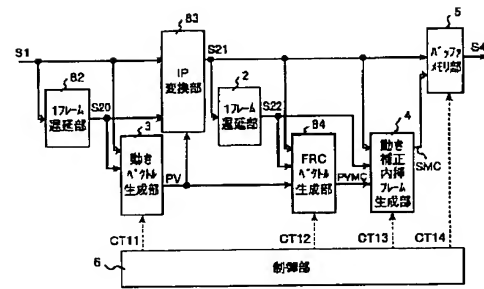 83
5
S1
S21
S4
82
IP
変換部
2
バッファ
メモリ部
1フレーム
遅延部
S20
1フレーム
遅延部
S22
3
84
4
動き
ベクトル
生成部
PV
FRC
ベクトル
生成部
PVMC
動き
補正
内挿
フレーム
生成部
SMC
CT11
CT12
CT13
CT14
6
制御部